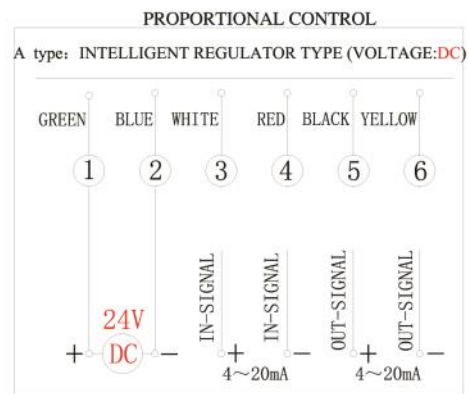 PROPORTIONAL CONTROL
A type: INTELLIGENT REGULATOR TYPE (VOLTAGE:DC)
GREEN BLUE WHITE RED BLACK YELLOW
1 2 3 4 5 6
IN-SIGNAL IN-SIGNAL OUT-SIGNAL OUT-SIGNAL
24V
+ DC − + − + −
4～20mA 4～20mA